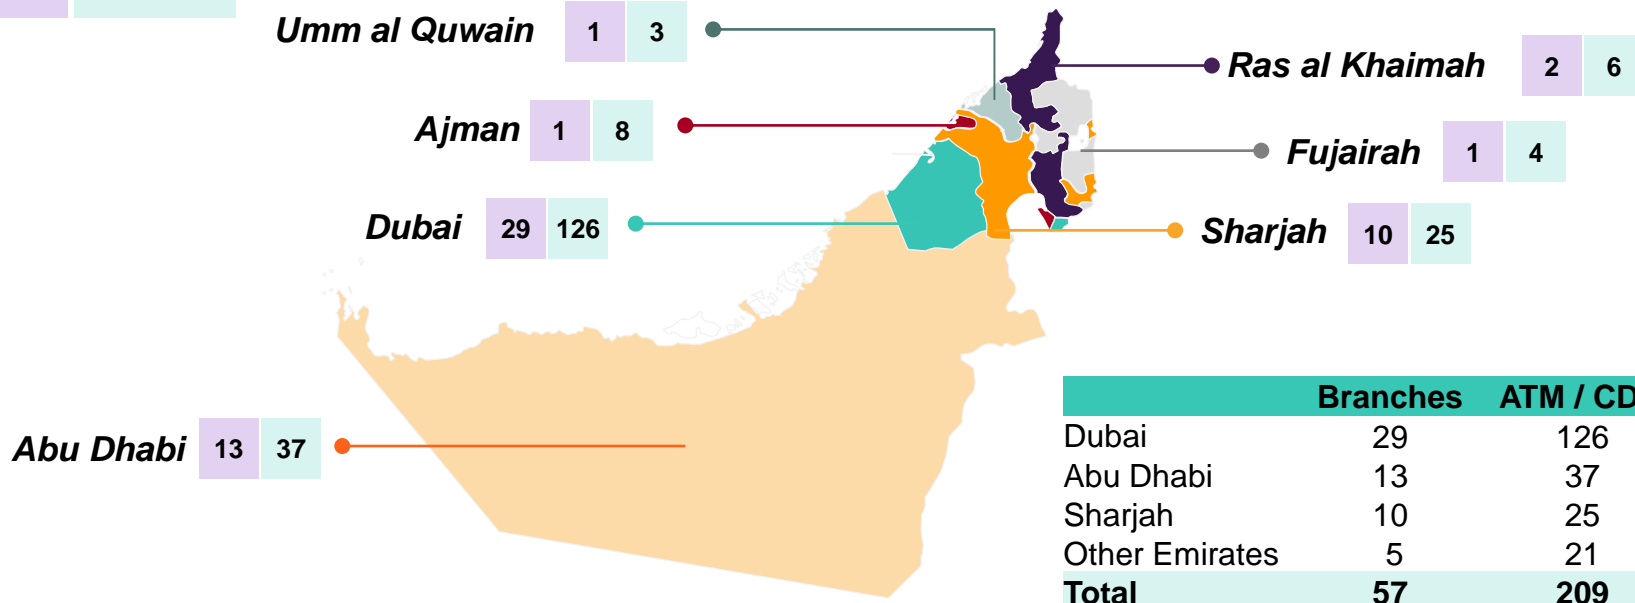 Umm al Quwain 1 3
Ras al Khaimah 2 6
Ajman 1 8
Fujairah 1 4
Dubai 29 126
Sharjah 10 25
Abu Dhabi 13 37
Branches ATM / CD
Dubai 29 126
Abu Dhabi 13 37
Sharjah 10 25
Other Emirates 5 21
Total 57 209